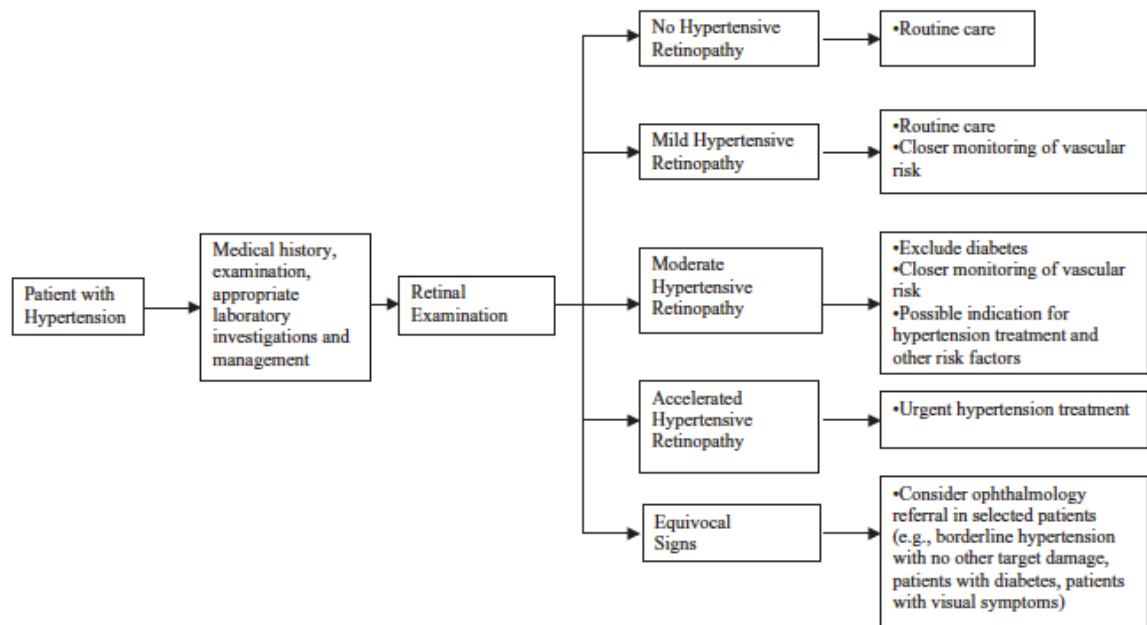 Patient with
Hypertension
Medical history,
examination,
appropriate
laboratory
investigations and
management
Retinal
Examination
No Hypertensive
Retinopathy
•Routine care
Mild Hypertensive
Retinopathy
•Routine care
•Closer monitoring of vascular
risk
Moderate
Hypertensive
Retinopathy
•Exclude diabetes
•Closer monitoring of vascular
risk
•Possible indication for
hypertension treatment and
other risk factors
Accelerated
Hypertensive
Retinopathy
•Urgent hypertension treatment
Equivocal
Signs
•Consider ophthalmology
referral in selected patients
(e.g., borderline hypertension
with no other target damage,
patients with diabetes, patients
with visual symptoms)